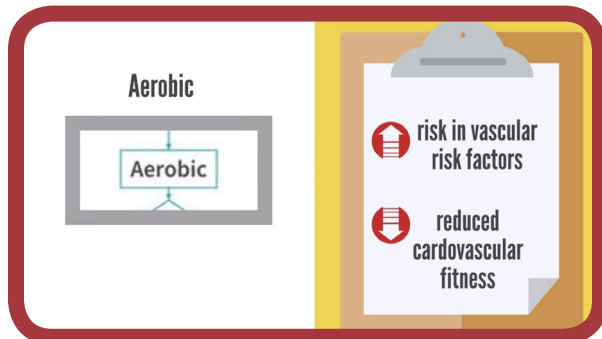 Aerobic
Aerobic
risk in vascular
risk factors
reduced
cardovascular
fitness